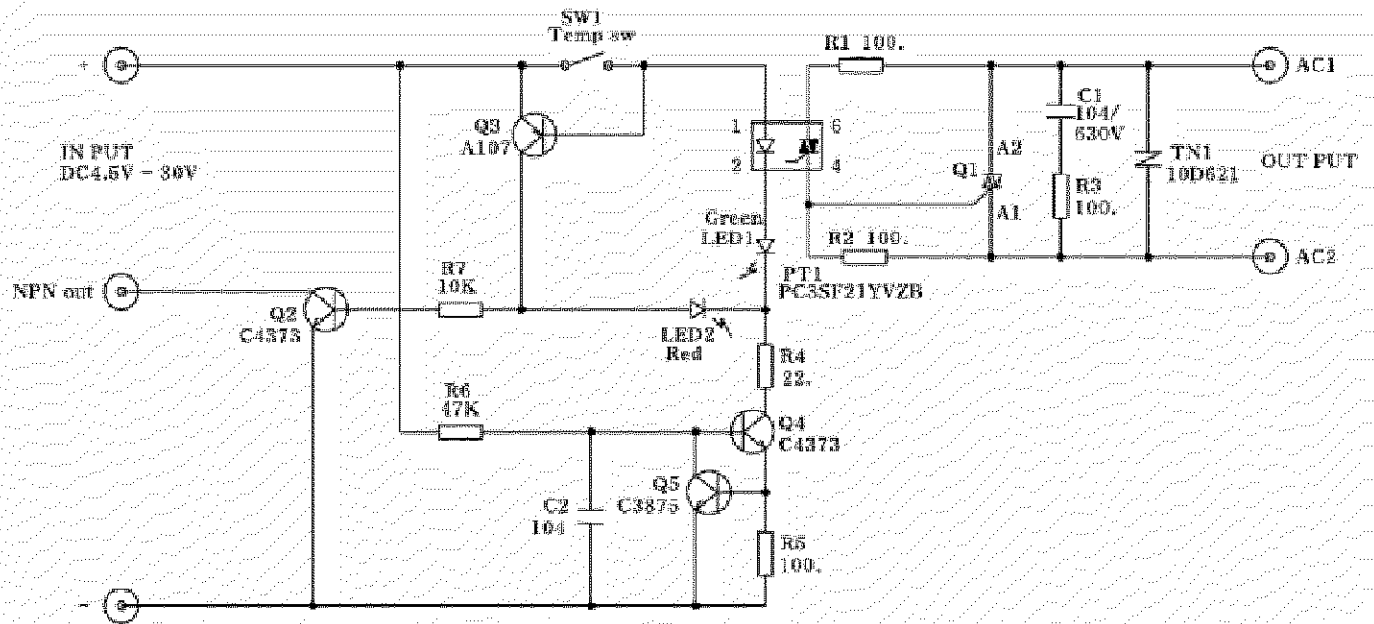 SW1
Temp sw
R1 100.
+
AC1
C1
104/
630V
Q3
A107
1
6
IN PUT
DC4.5V - 30V
2
4
A2
Q1
TN1
10D621
OUT PUT
R3
100.
A1
Green
LED1
R2 100.
AC2
R7
10K
PT1
PC3SF21YVZB
NPN out
Q2
C4373
LED2
Red
R4
22.
R6
47K
Q4
C4373
Q5
C3875
C2
104
R5
100.
-